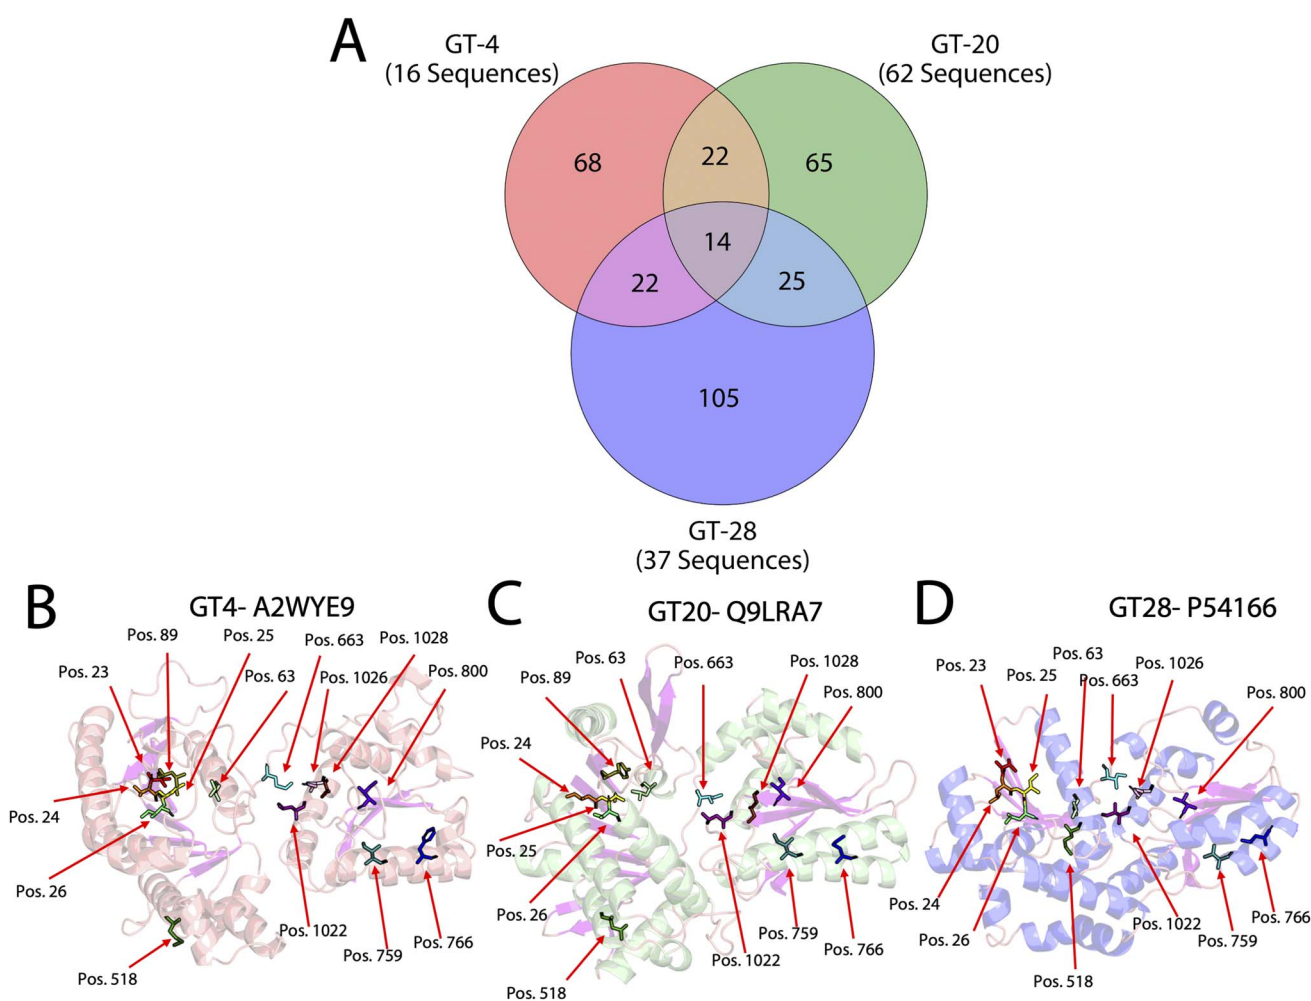 A
GT-4
(16 Sequences)
GT-20
(62 Sequences)
68
22
65
14
22
25
105
GT-28
(37 Sequences)
B
GT4- A2WYE9
Pos. 89
Pos. 25
Pos. 663
Pos. 1028
Pos. 23
Pos. 63
Pos. 1026
Pos. 800
Pos. 24
Pos. 26
Pos. 1022
Pos. 766
Pos. 759
Pos. 518
C
GT20- Q9LRA7
Pos. 63
Pos. 663
Pos. 1028
Pos. 89
Pos. 800
Pos. 24
Pos. 25
Pos. 26
Pos. 759
Pos. 766
Pos. 1022
Pos. 518
D
GT28- P54166
Pos. 63
Pos. 23
Pos. 25
Pos. 663
Pos. 1026
Pos. 800
Pos. 24
Pos. 26
Pos. 1022
Pos. 766
Pos. 759
Pos. 518